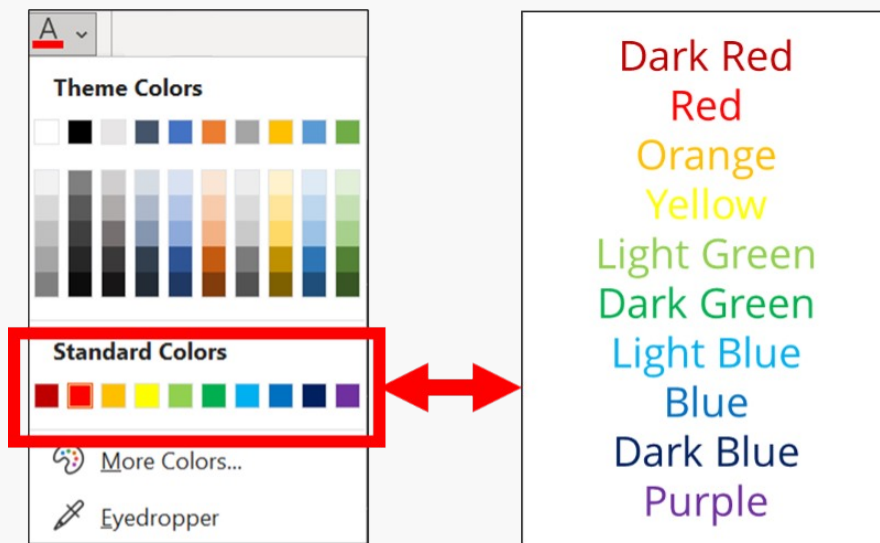 A
Theme Colors
Standard Colors
More Colors...
Eyedropper
Dark Red
Red
Orange
Yellow
Light Green
Dark Green
Light Blue
Blue
Dark Blue
Purple